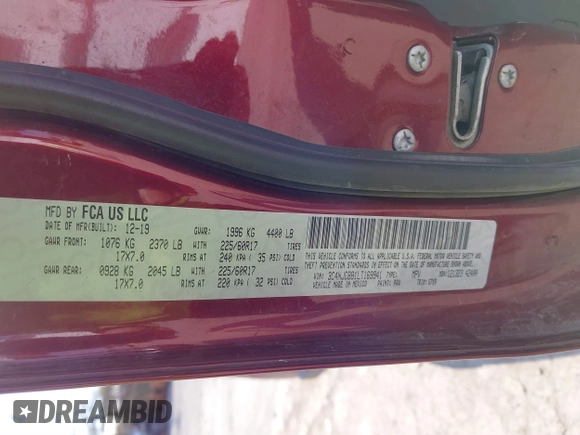 MFD BY FCA US LLC
DATE OF MFR(BUILT): 12-19 GVWR: 1996 KG 4400 LB
GAWR FRONT: 1076 KG 2370 LB WITH 225/60R17 TIRES
17X7.0 RIMS AT 240 KPA ( 35 PSI) COLD
GAWR REAR: 0928 KG 2045 LB WITH 225/60R17 TIRES
17X7.0 RIMS AT 220 KPA ( 32 PSI) COLD
THIS VEHICLE CONFORMS TO ALL APPLICABLE U.S.A. FEDERAL MOTOR VEHICLE SAFETY AND
THEFT PREVENTION STANDARDS IN EFFECT ON THE DATE OF MANUFACTURE SHOWN ABOVE.
VIN: TYPE: MPV
VEHICLE MADE IN MEXICO PAINT: TRIM:
DREAMBID